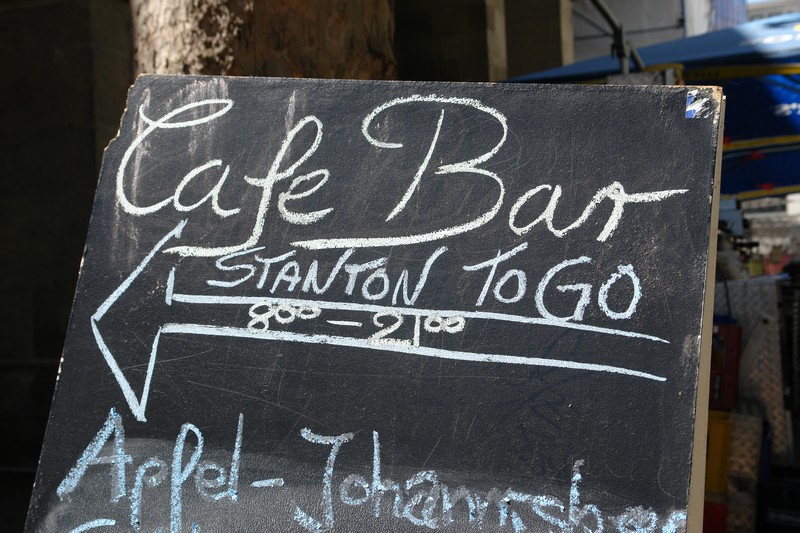 Cafe Bar
STANTON TO GO
8⁰⁰ – 21⁰⁰
Apfel - Johannisbeer